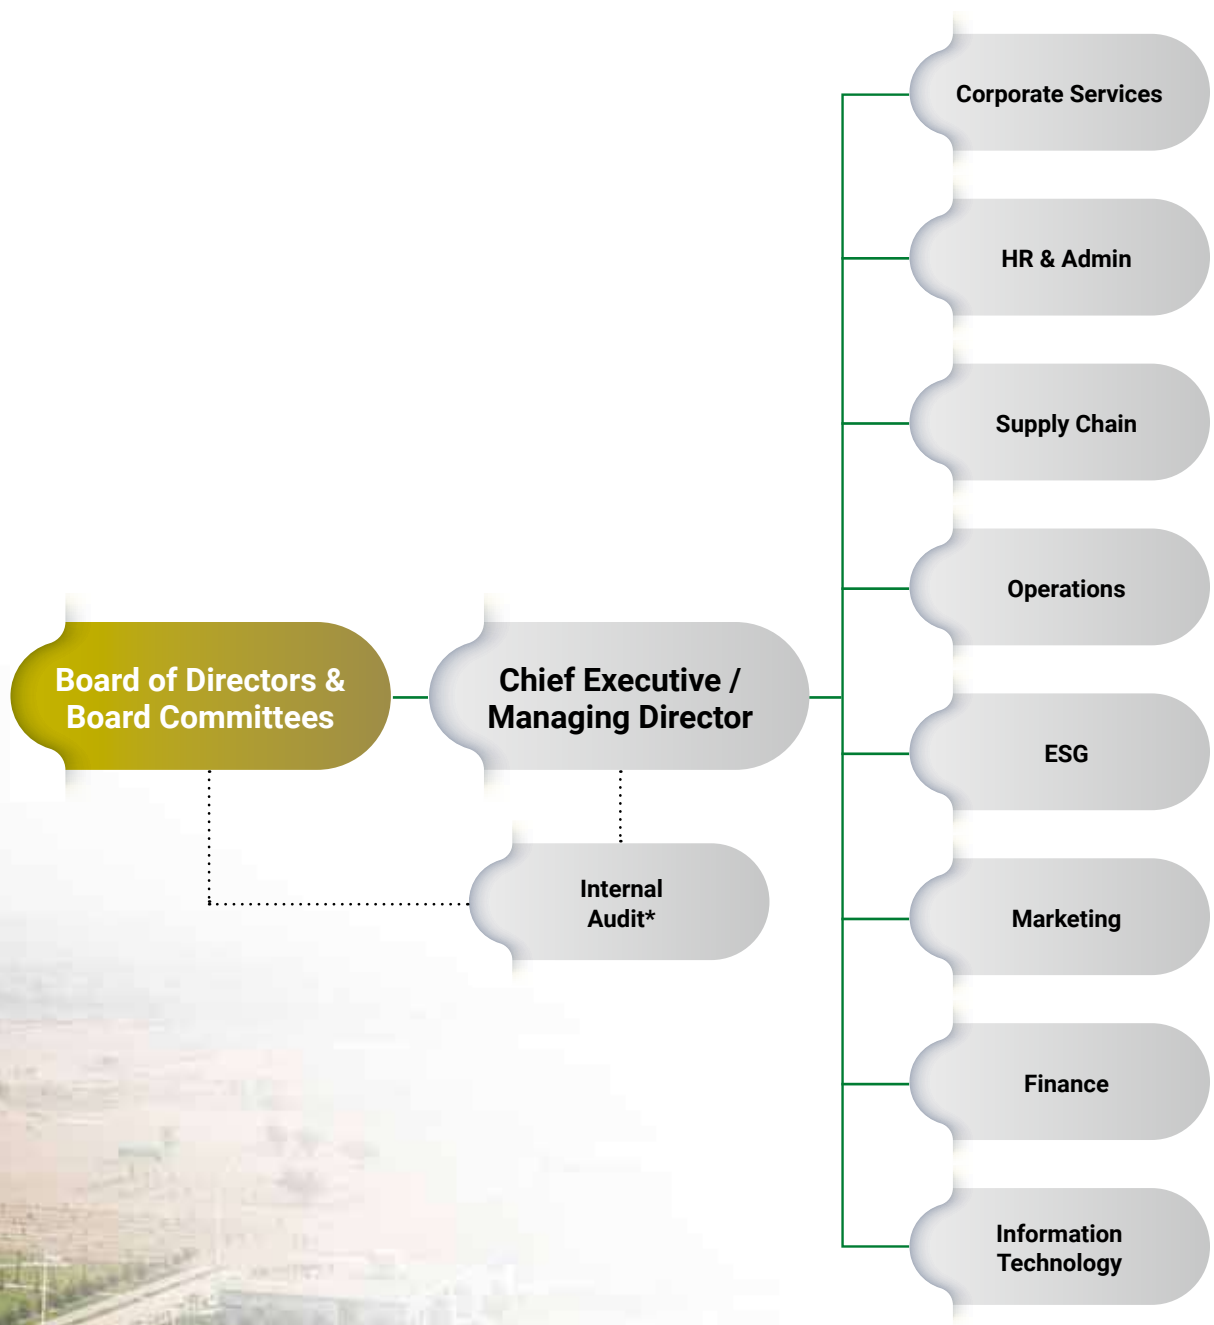 Board of Directors &
Board Committees
Chief Executive /
Managing Director
Internal
Audit*
Corporate Services
HR & Admin
Supply Chain
Operations
ESG
Marketing
Finance
Information
Technology